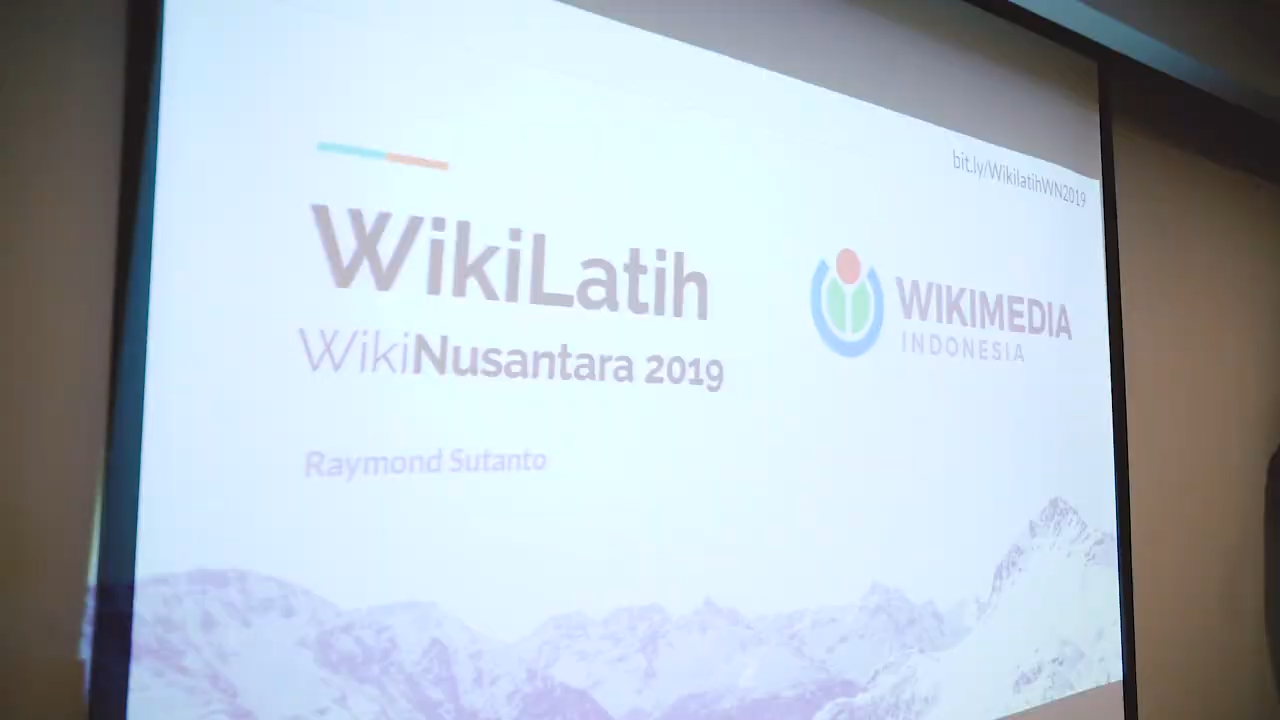 bit.ly/WikilatihWN2019
WikiLatih
WikiNusantara 2019
Raymond Sutanto
WIKIMEDIA
INDONESIA